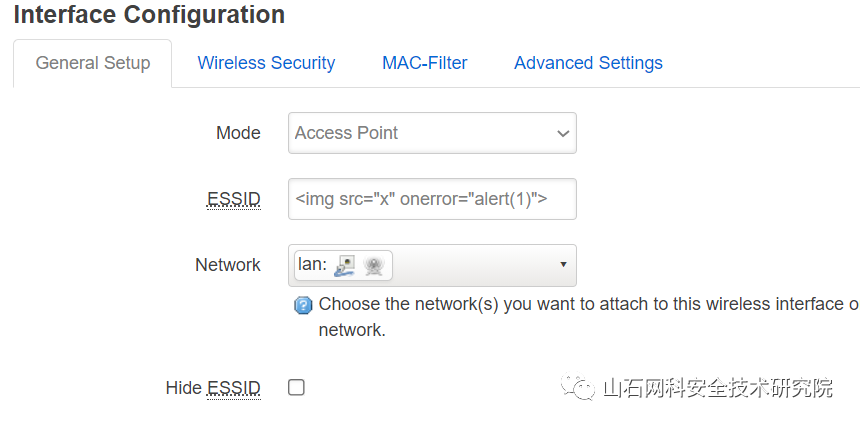 Interface Configuration
General Setup Wireless Security MAC-Filter Advanced Settings
Mode Access Point
ESSID <img src="x" onerror="alert(1)">
Network lan:
Choose the network(s) you want to attach to this wireless interface o
network.
Hide ESSID
山石网科安全技术研究院